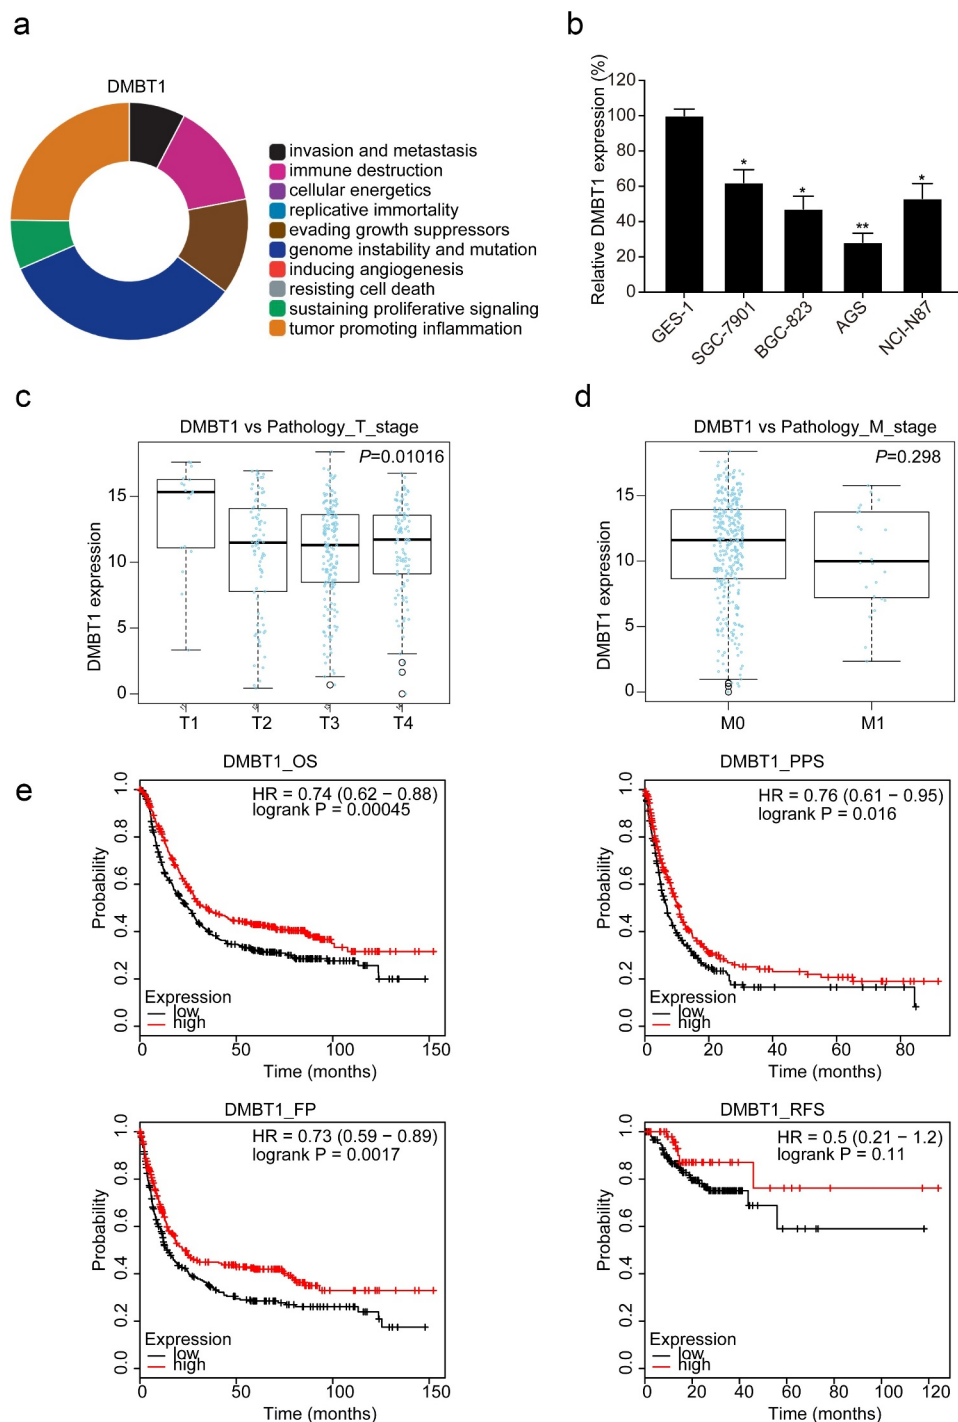 a
DMBT1
invasion and metastasis
immune destruction
cellular energetics
replicative immortality
evading growth suppressors
genome instability and mutation
inducing angiogenesis
resisting cell death
sustaining proliferative signaling
tumor promoting inflammation
b
Relative DMBT1 expression (%)
120
100
80
60
40
20
0
*
*
**
*
GES-1
SGC-7901
BGC-823
AGS
NCI-N87
c
DMBT1 vs Pathology_T_stage
P=0.01016
DMBT1 expression
15
10
5
0
T1 T2 T3 T4
d
DMBT1 vs Pathology_M_stage
P=0.298
DMBT1 expression
15
10
5
0
M0 M1
e
DMBT1_OS
HR = 0.74 (0.62 − 0.88)
logrank P = 0.00045
Probability
1.0
0.8
0.6
0.4
0.2
0.0
Expression
low
high
0 50 100 150
Time (months)
DMBT1_PPS
HR = 0.76 (0.61 − 0.95)
logrank P = 0.016
Probability
1.0
0.8
0.6
0.4
0.2
0.0
Expression
low
high
0 20 40 60 80
Time (months)
DMBT1_FP
HR = 0.73 (0.59 − 0.89)
logrank P = 0.0017
Probability
1.0
0.8
0.6
0.4
0.2
0.0
Expression
low
high
0 50 100 150
Time (months)
DMBT1_RFS
HR = 0.5 (0.21 − 1.2)
logrank P = 0.11
Probability
1.0
0.8
0.6
0.4
0.2
0.0
Expression
low
high
0 20 40 60 80 100 120
Time (months)